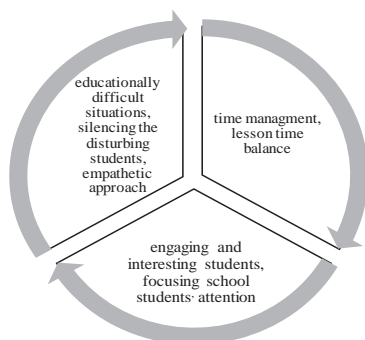 educationally
difficult
situations,
silencing the
disturbing
students,
empathetic
approach
time managment,
lesson time
balance
engaging and
interesting students,
focusing school
students· attention